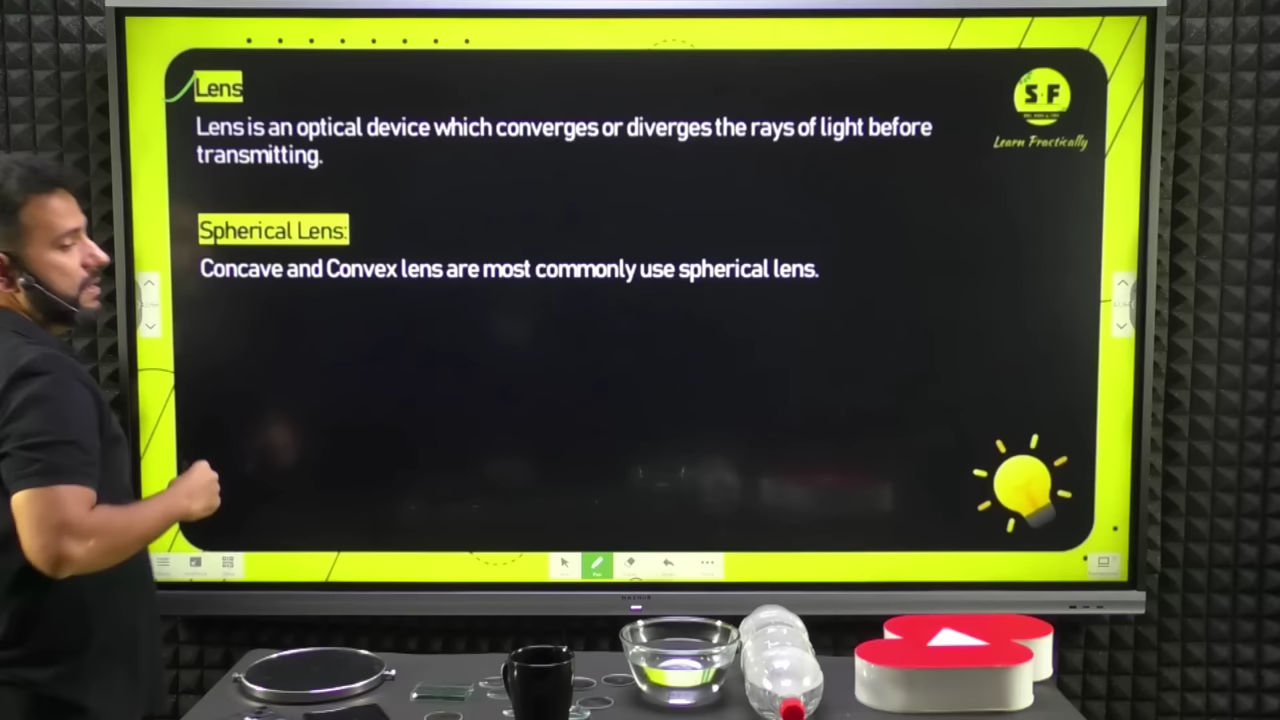 Lens
S F
Lens is an optical device which converges or diverges the rays of light before
transmitting.
Learn Practically
Spherical Lens:
Concave and Convex lens are most commonly use spherical lens.
MAXHUB